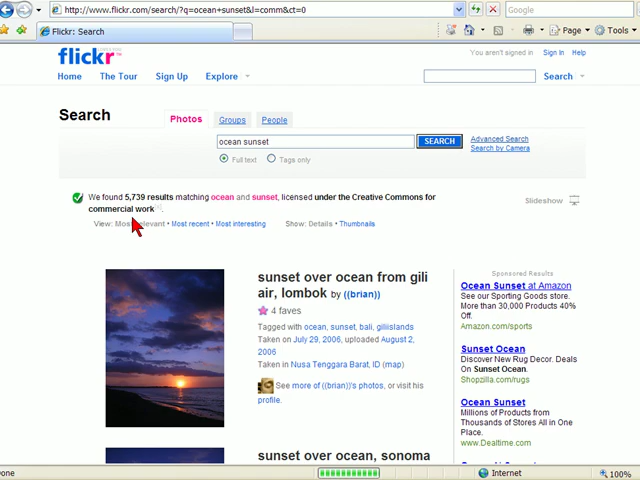 http://www.flickr.com/search/?q=ocean+sunset&l=comm&ct=0
Google
Flickr: Search
Page
Tools
flickr
You aren't signed in Sign In Help
Home The Tour Sign Up Explore
Search
Search
Photos Groups People
ocean sunset
SEARCH
Advanced Search
Search by Camera
Full text Tags only
We found 5,739 results matching ocean and sunset, licensed under the Creative Commons for
commercial work
Slideshow
View: Most relevant • Most recent • Most interesting Show: Details • Thumbnails
sunset over ocean from gili
air, lombok by ((brian))
4 faves
Tagged with ocean, sunset, bali, giliislands
Taken on July 29, 2006, uploaded August 2,
2006
Taken in Nusa Tenggara Barat, ID (map)
See more of ((brian)'s photos, or visit his
profile.
sunset over ocean, sonoma
Sponsored Results
Ocean Sunset at Amazon
See our Sporting Goods store.
More than 30,000 Products 40%
Off.
Amazon.com/sports
Ocean Sunset
Discover New Rug Decor. Deals
On Sunset Ocean.
Shopzilla.com/rugs
Ocean Sunset
Millions of Products from
Thousands of Stores All in One
Place.
www.Dealtime.com
one
Internet
100%